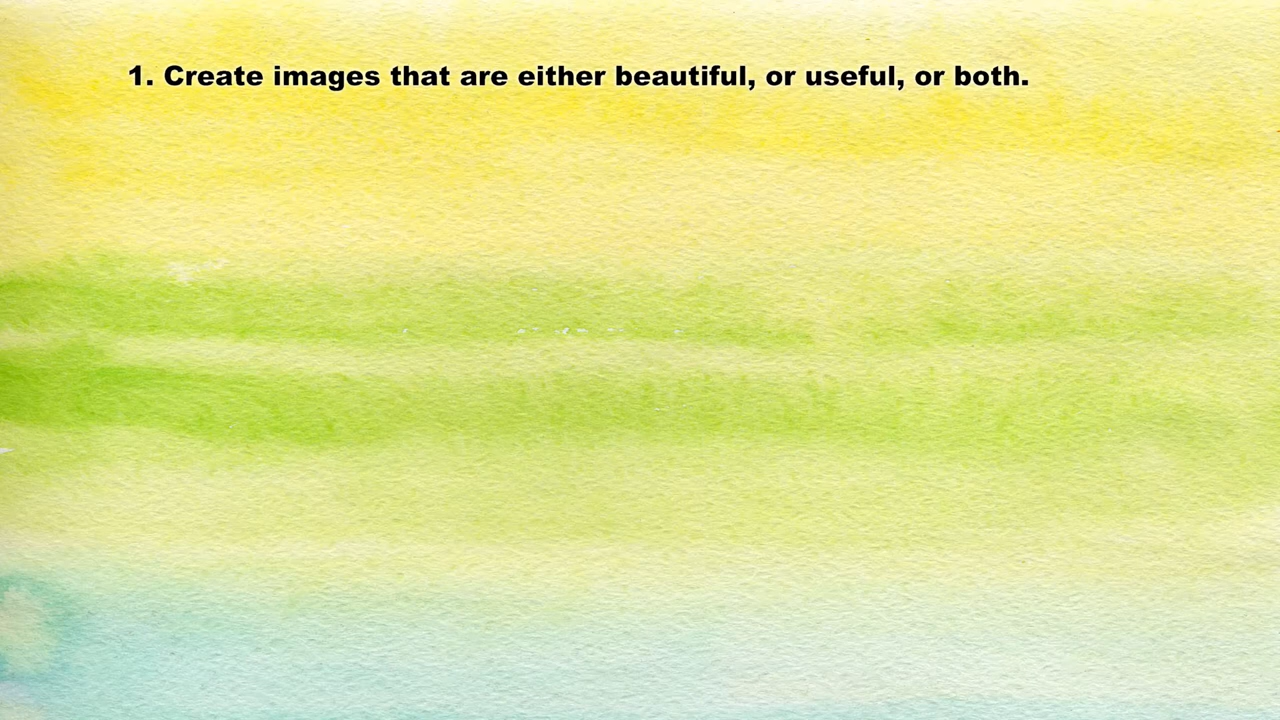 1. Create images that are either beautiful, or useful, or both.